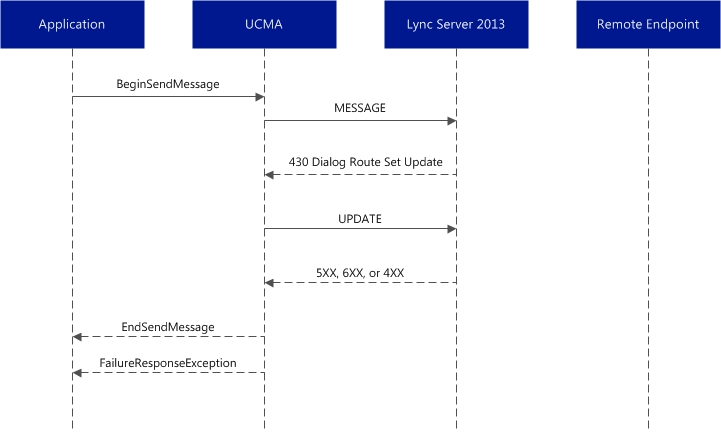 Application
UCMA
Lync Server 2013
Remote Endpoint
BeginSendMessage
MESSAGE
430 Dialog Route Set Update
UPDATE
5XX, 6XX, or 4XX
EndSendMessage
FailureResponseException